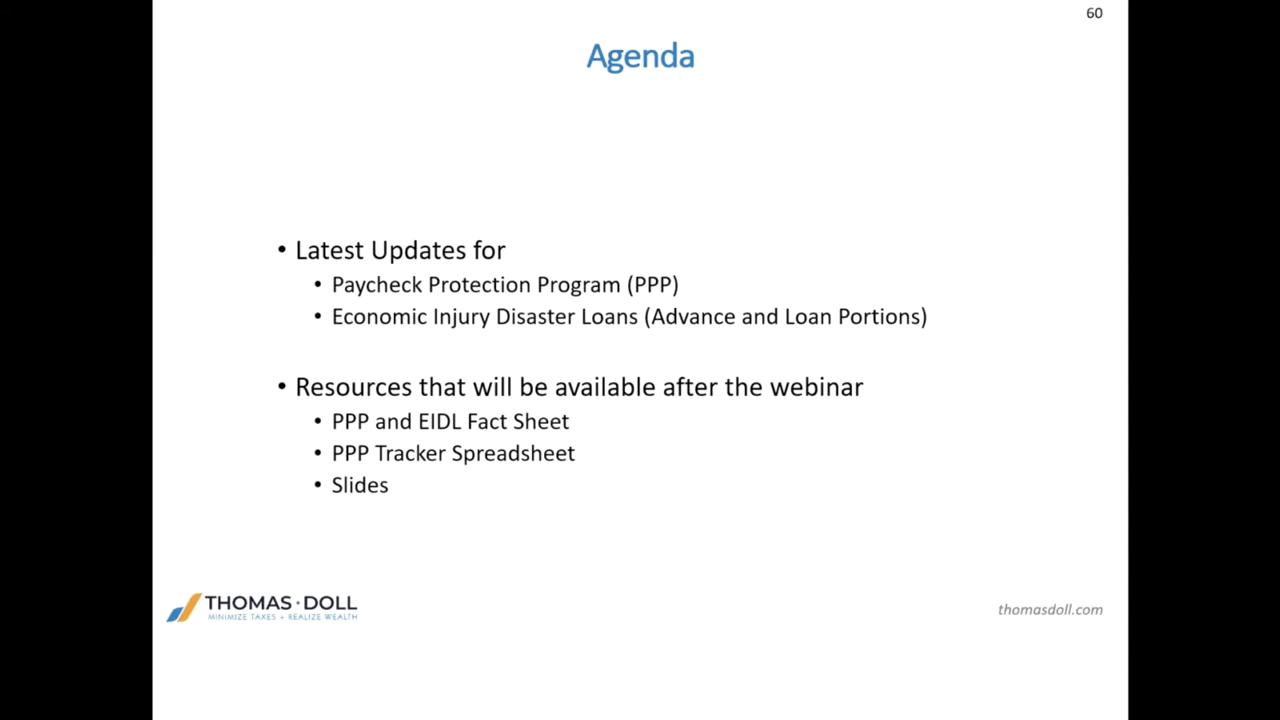 60
Agenda
• Latest Updates for
• Paycheck Protection Program (PPP)
• Economic Injury Disaster Loans (Advance and Loan Portions)
• Resources that will be available after the webinar
• PPP and EIDL Fact Sheet
• PPP Tracker Spreadsheet
• Slides
THOMAS·DOLL
MINIMIZE TAXES + REALIZE WEALTH
thomasdoll.com